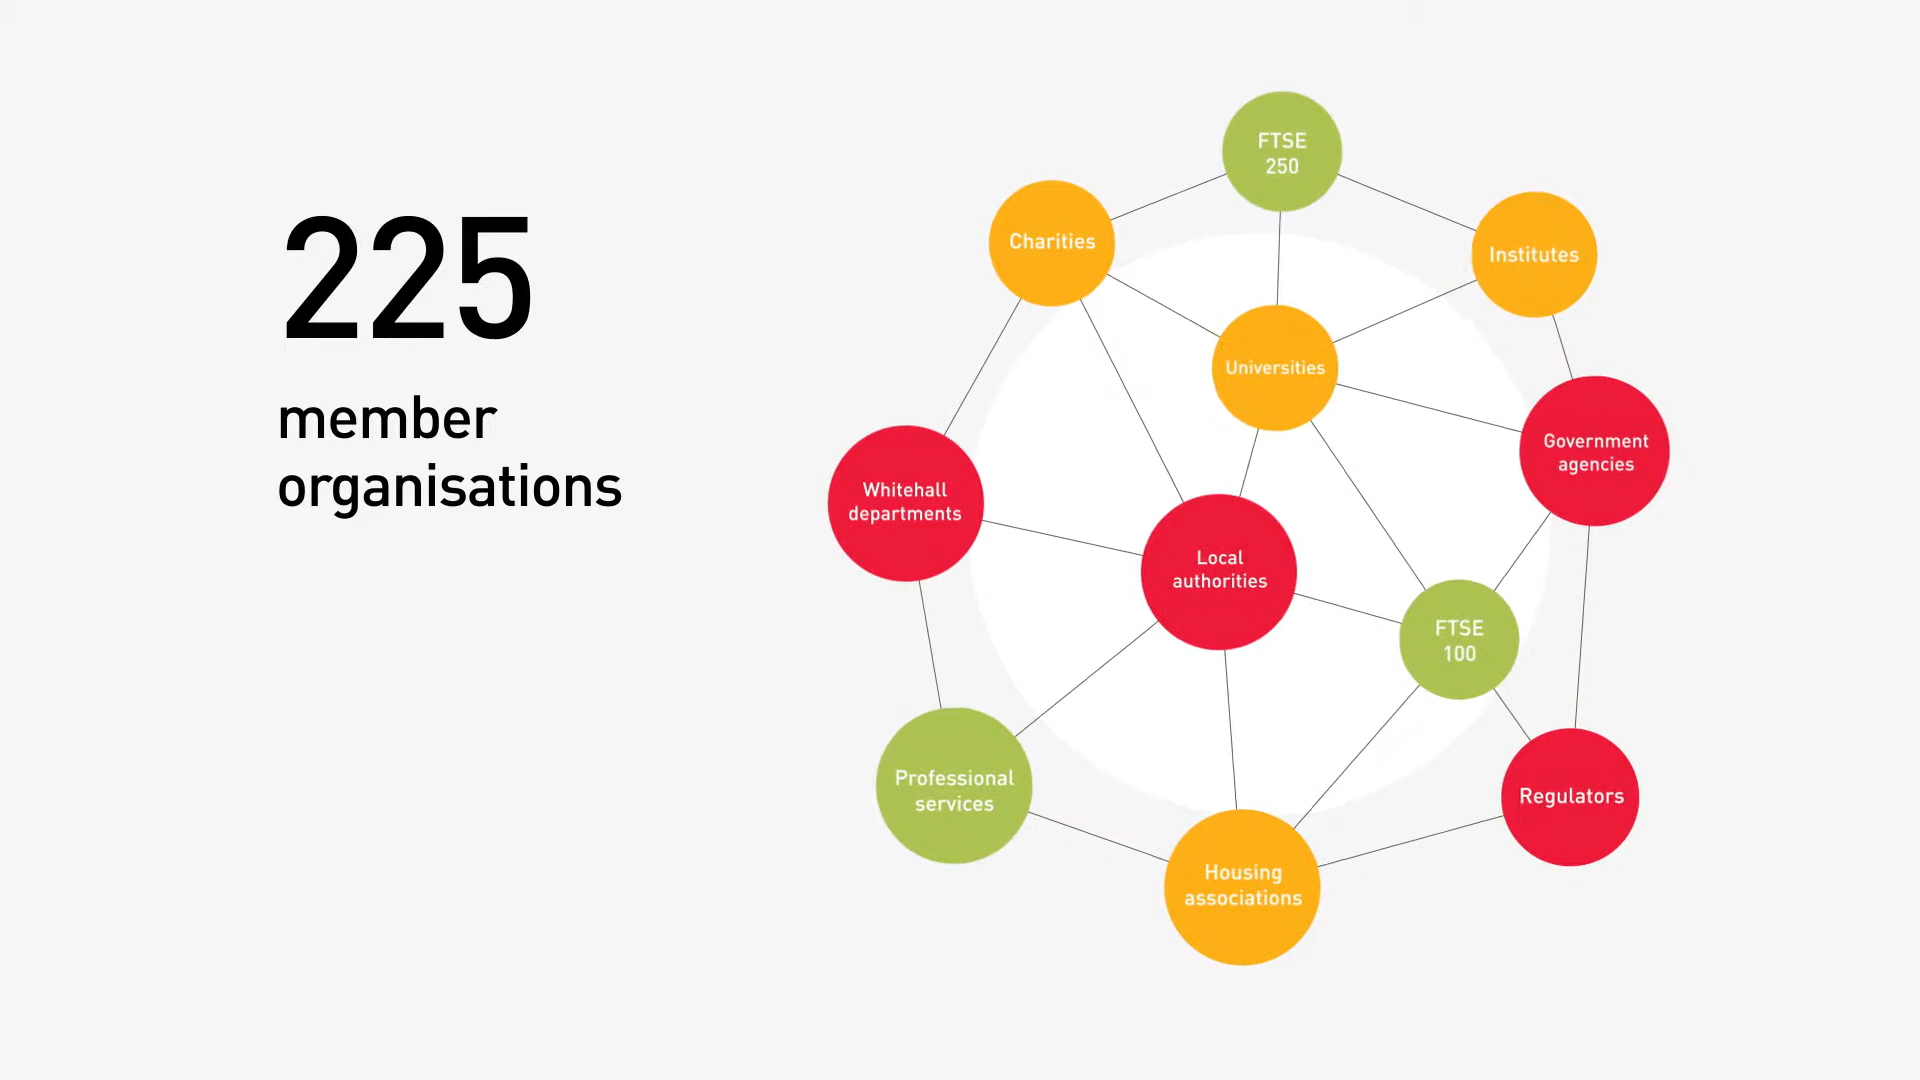 225
member
organisations
FTSE
250
Charities
Institutes
Universities
Government
agencies
Whitehall
departments
Local
authorities
FTSE
100
Professional
services
Regulators
Housing
associations